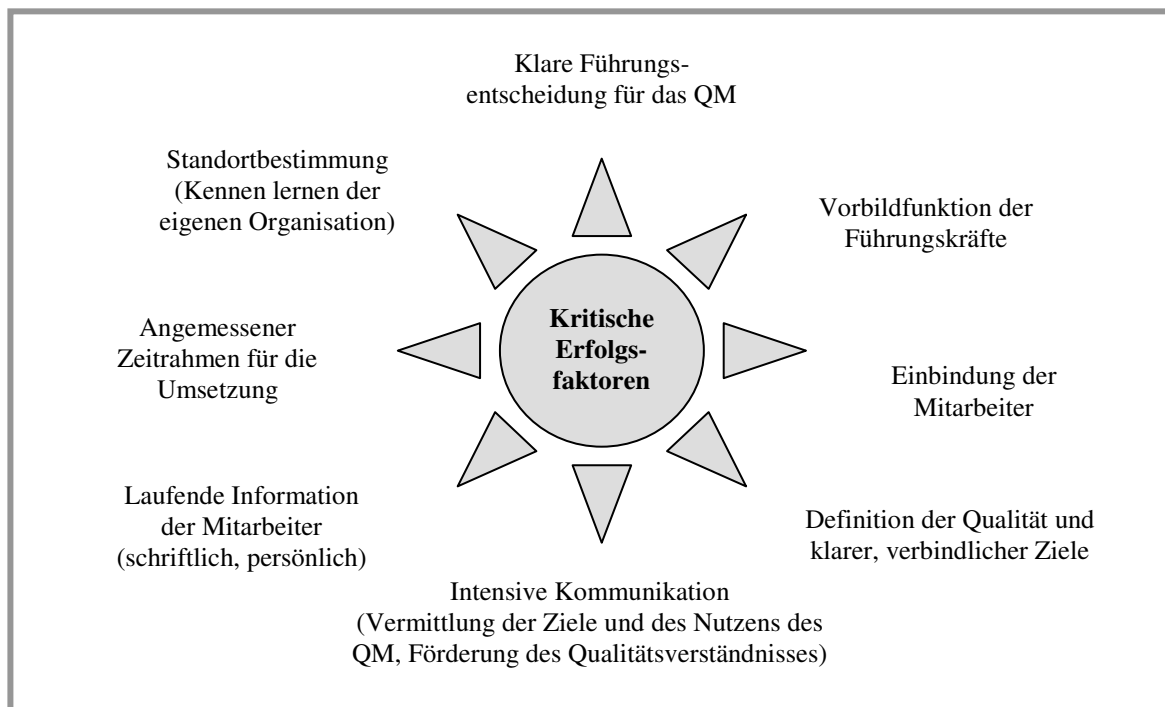 Klare Führungs-
entscheidung für das QM
Standortbestimmung
(Kennen lernen der
eigenen Organisation)
Vorbildfunktion der
Führungskräfte
Kritische
Erfolgs-
faktoren
Angemessener
Zeitrahmen für die
Umsetzung
Einbindung der
Mitarbeiter
Laufende Information
der Mitarbeiter
(schriftlich, persönlich)
Definition der Qualität und
klarer, verbindlicher Ziele
Intensive Kommunikation
(Vermittlung der Ziele und des Nutzens des
QM, Förderung des Qualitätsverständnisses)